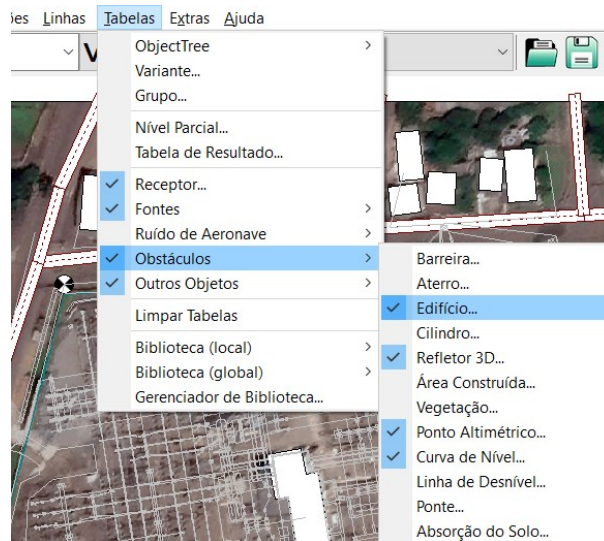 ões Linhas Tabelas Extras Ajuda
ObjectTree
Variante...
Grupo...
Nível Parcial...
Tabela de Resultado...
Receptor...
Fontes
Ruído de Aeronave
Obstáculos
Outros Objetos
Limpar Tabelas
Biblioteca (local)
Biblioteca (global)
Gerenciador de Biblioteca...
Barreira...
Aterro...
Edifício...
Cilindro...
Refletor 3D...
Área Construída...
Vegetação...
Ponto Altimétrico...
Curva de Nível...
Linha de Desnível...
Ponte...
Absorção do Solo...